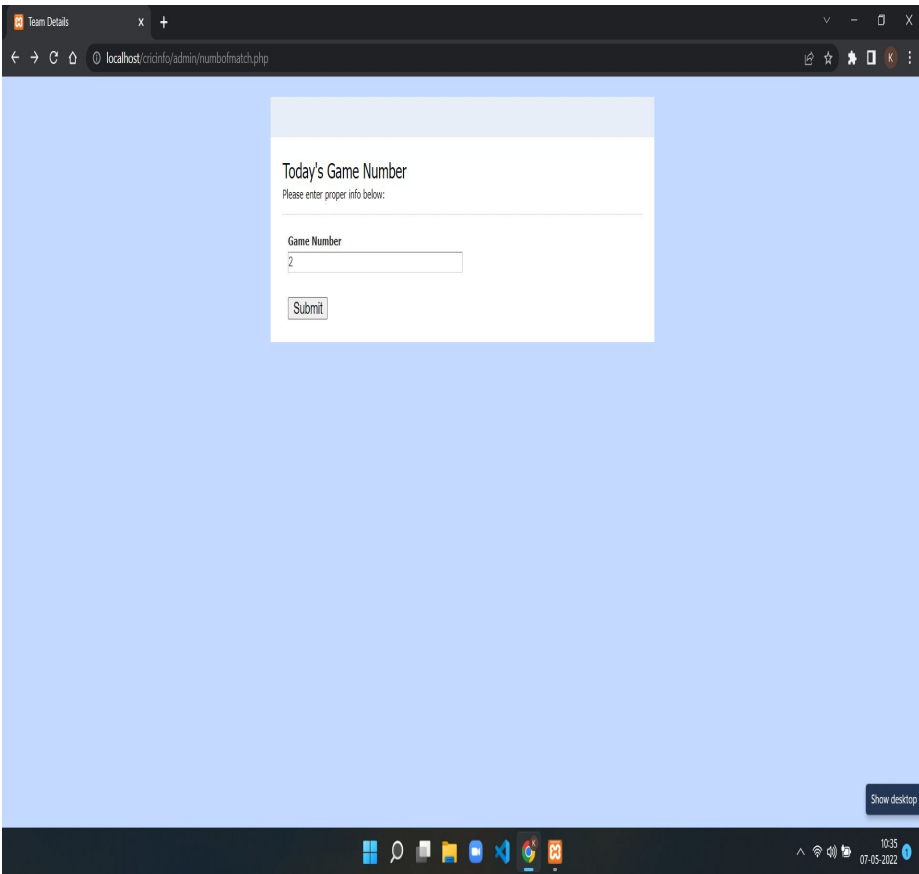 Team Details
localhost/cricinfo/admin/numbofmatch.php
K
Today's Game Number
Please enter proper info below:
Game Number
2
Submit
Show desktop
K
10:35
07-05-2022
1